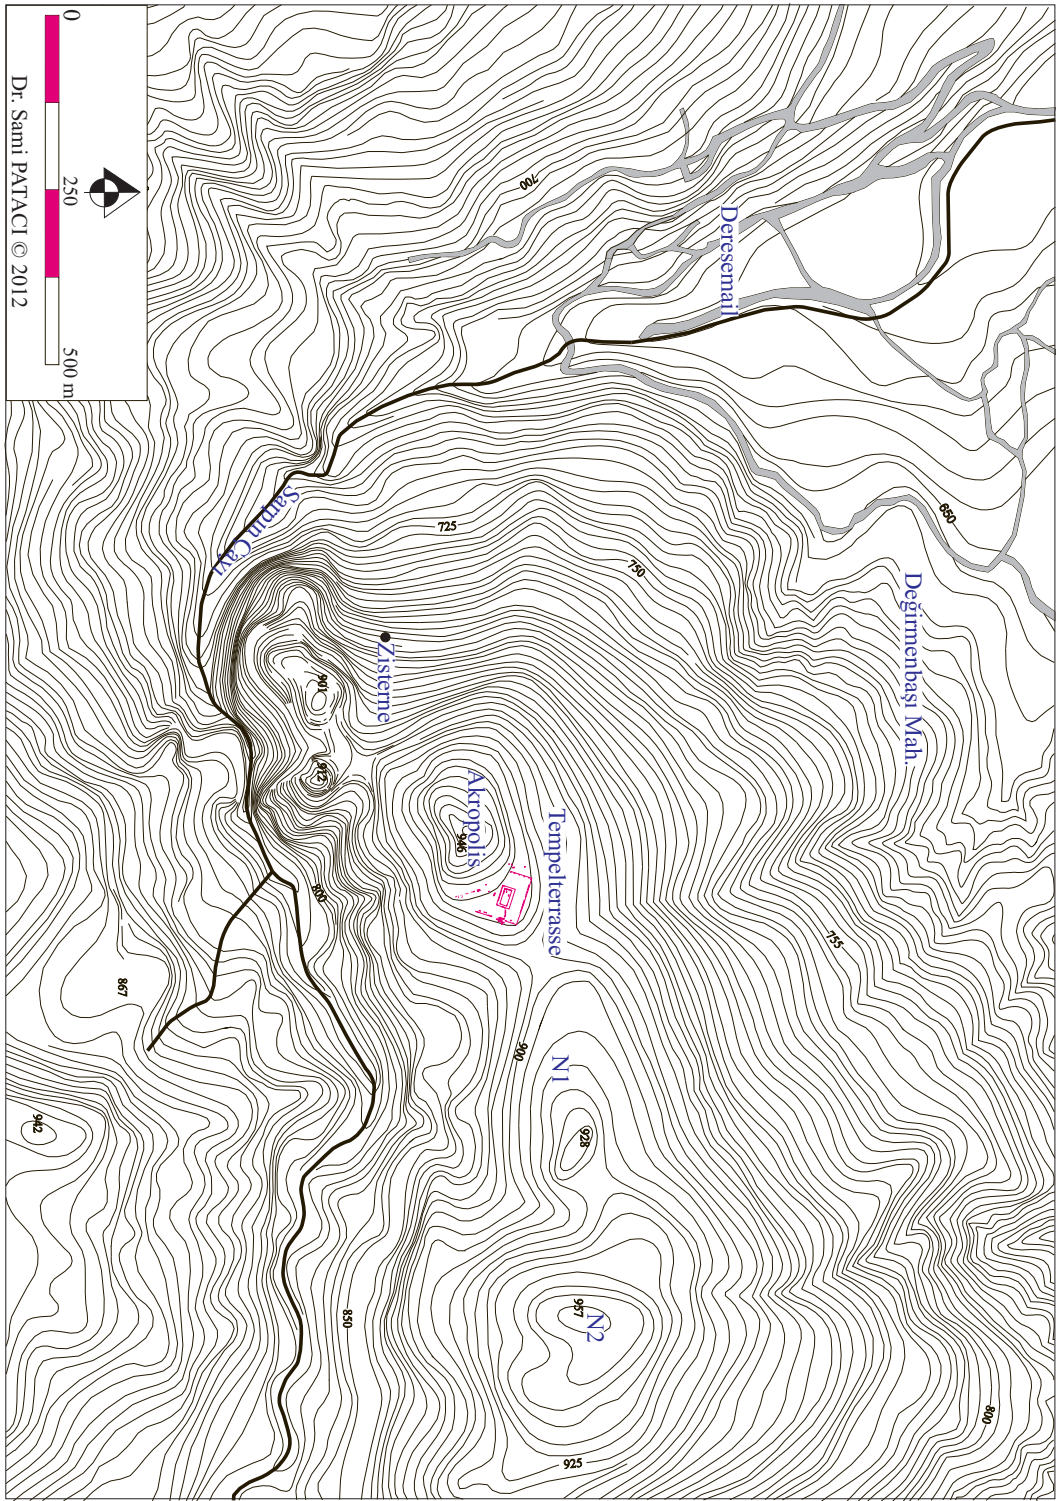 0
250
500 m
Dr. Sami PATACI © 2012
700
Deresemail
650
Değirmenbaşı Mah.
725
750
Sarpin Çayı
Zisterne
901
912
Akropolis
946
Tempelterrasse
800
755
867
900
N1
928
942
N2
957
850
800
925